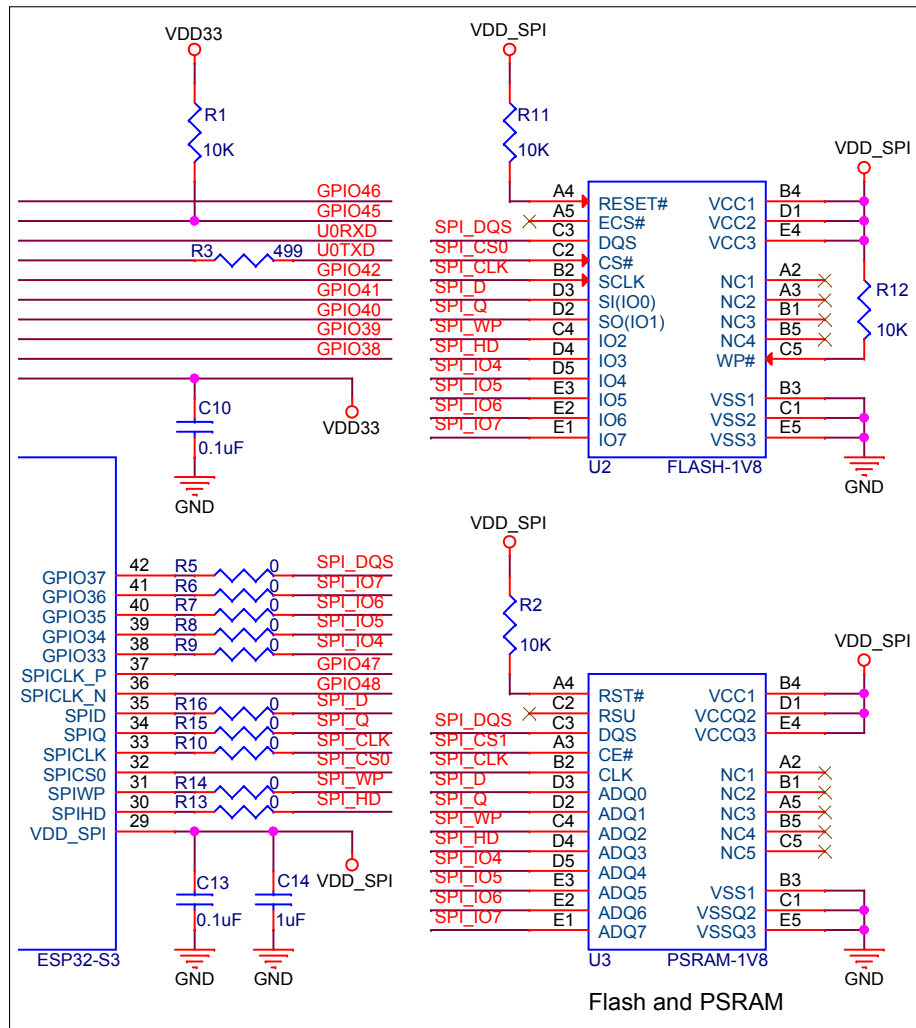 VDD33
R1
10K
GPIO46
GPIO45
U0RXD
R3 499 U0TXD
GPIO42
GPIO41
GPIO40
GPIO39
GPIO38
C10
0.1uF
GND
VDD33
VDD_SPI
R11
10K
VDD_SPI
A4 RESET# VCC1 B4
A5 ECS# VCC2 D1
SPI_DQS C3 DQS VCC3 E4
SPI_CS0 C2 CS#
SPI_CLK B2 SCLK NC1 A2
SPI_D D3 SI(IO0) NC2 A3
SPI_Q D2 SO(IO1) NC3 B1
SPI_WP C4 IO2 NC4 B5
SPI_HD D4 IO3 WP# C5
SPI_IO4 D5 IO4
SPI_IO5 E3 IO5 VSS1 B3
SPI_IO6 E2 IO6 VSS2 C1
SPI_IO7 E1 IO7 VSS3 E5
R12
10K
U2 FLASH-1V8
GND
GPIO37 42 R5 0 SPI_DQS
GPIO36 41 R6 0 SPI_IO7
GPIO35 40 R7 0 SPI_IO6
GPIO34 39 R8 0 SPI_IO5
GPIO33 38 R9 0 SPI_IO4
SPICLK_P 37 GPIO47
SPICLK_N 36 GPIO48
SPID 35 R16 0 SPI_D
SPIQ 34 R15 0 SPI_Q
SPICLK 33 R10 0 SPI_CLK
SPICS0 32 SPI_CS0
SPIWP 31 R14 0 SPI_WP
SPIHD 30 R13 0 SPI_HD
VDD_SPI 29
C13
0.1uF
C14
1uF
VDD_SPI
GND
GND
ESP32-S3
VDD_SPI
R2
10K
VDD_SPI
A4 RST# VCC1 B4
C2 RSU VCCQ2 D1
SPI_DQS C3 DQS VCCQ3 E4
SPI_CS1 A3 CE#
SPI_CLK B2 CLK NC1 A2
SPI_D D3 ADQ0 NC2 B1
SPI_Q D2 ADQ1 NC3 A5
SPI_WP C4 ADQ2 NC4 B5
SPI_HD D4 ADQ3 NC5 C5
SPI_IO4 D5 ADQ4
SPI_IO5 E3 ADQ5 VSS1 B3
SPI_IO6 E2 ADQ6 VSSQ2 C1
SPI_IO7 E1 ADQ7 VSSQ3 E5
U3 PSRAM-1V8
GND
Flash and PSRAM